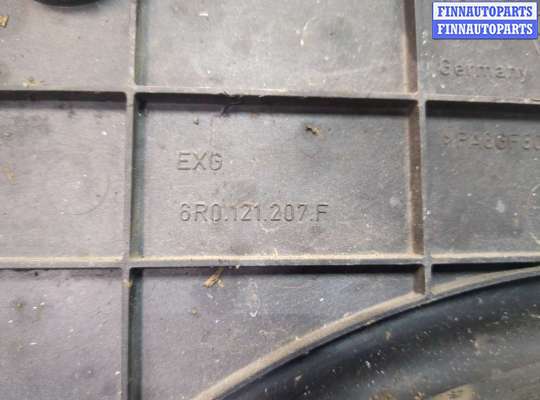 FINNAUTOPARTS
FINNAUTOPARTS
Germany
EXG
6R0.121.207.F